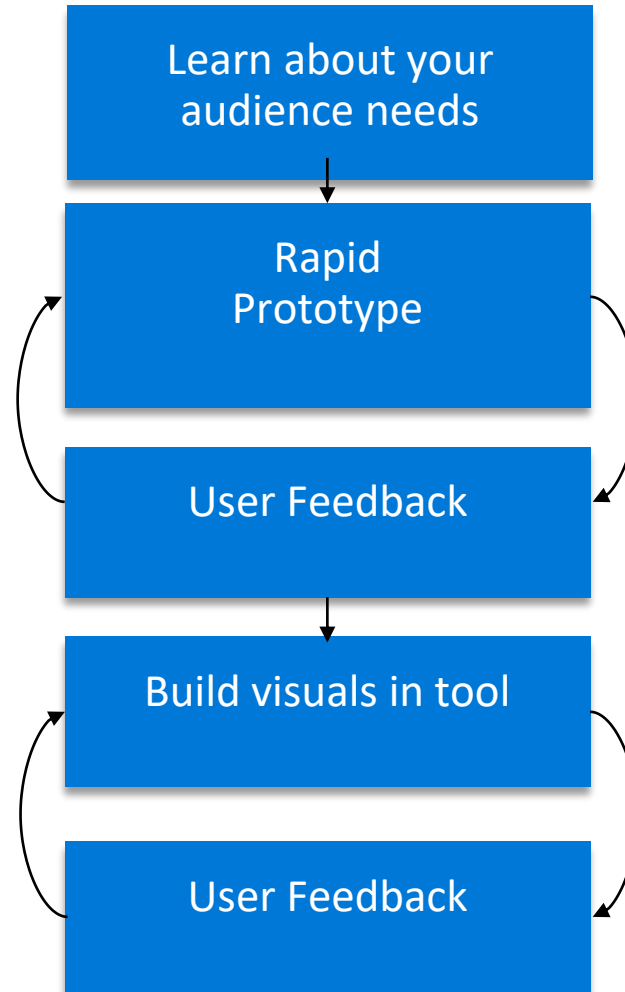 Learn about your
audience needs
Rapid
Prototype
User Feedback
Build visuals in tool
User Feedback